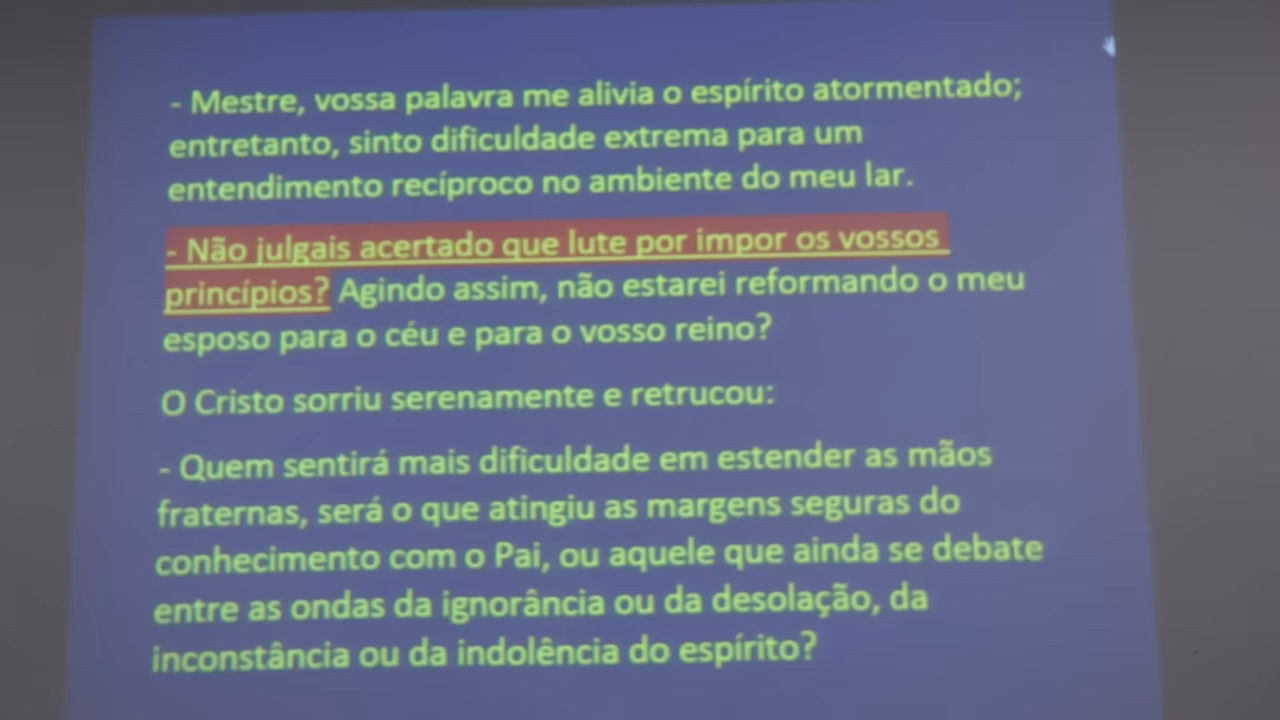 - Mestre, vossa palavra me alivia o espírito atormentado;
entretanto, sinto dificuldade extrema para um
entendimento recíproco no ambiente do meu lar.
- Não julgais acertado que lute por impor os vossos
princípios? Agindo assim, não estarei reformando o meu
esposo para o céu e para o vosso reino?
O Cristo sorriu serenamente e retrucou:
- Quem sentirá mais dificuldade em estender as mãos
fraternas, será o que atingiu as margens seguras do
conhecimento com o Pai, ou aquele que ainda se debate
entre as ondas da ignorância ou da desolação, da
inconstância ou da indolência do espírito?